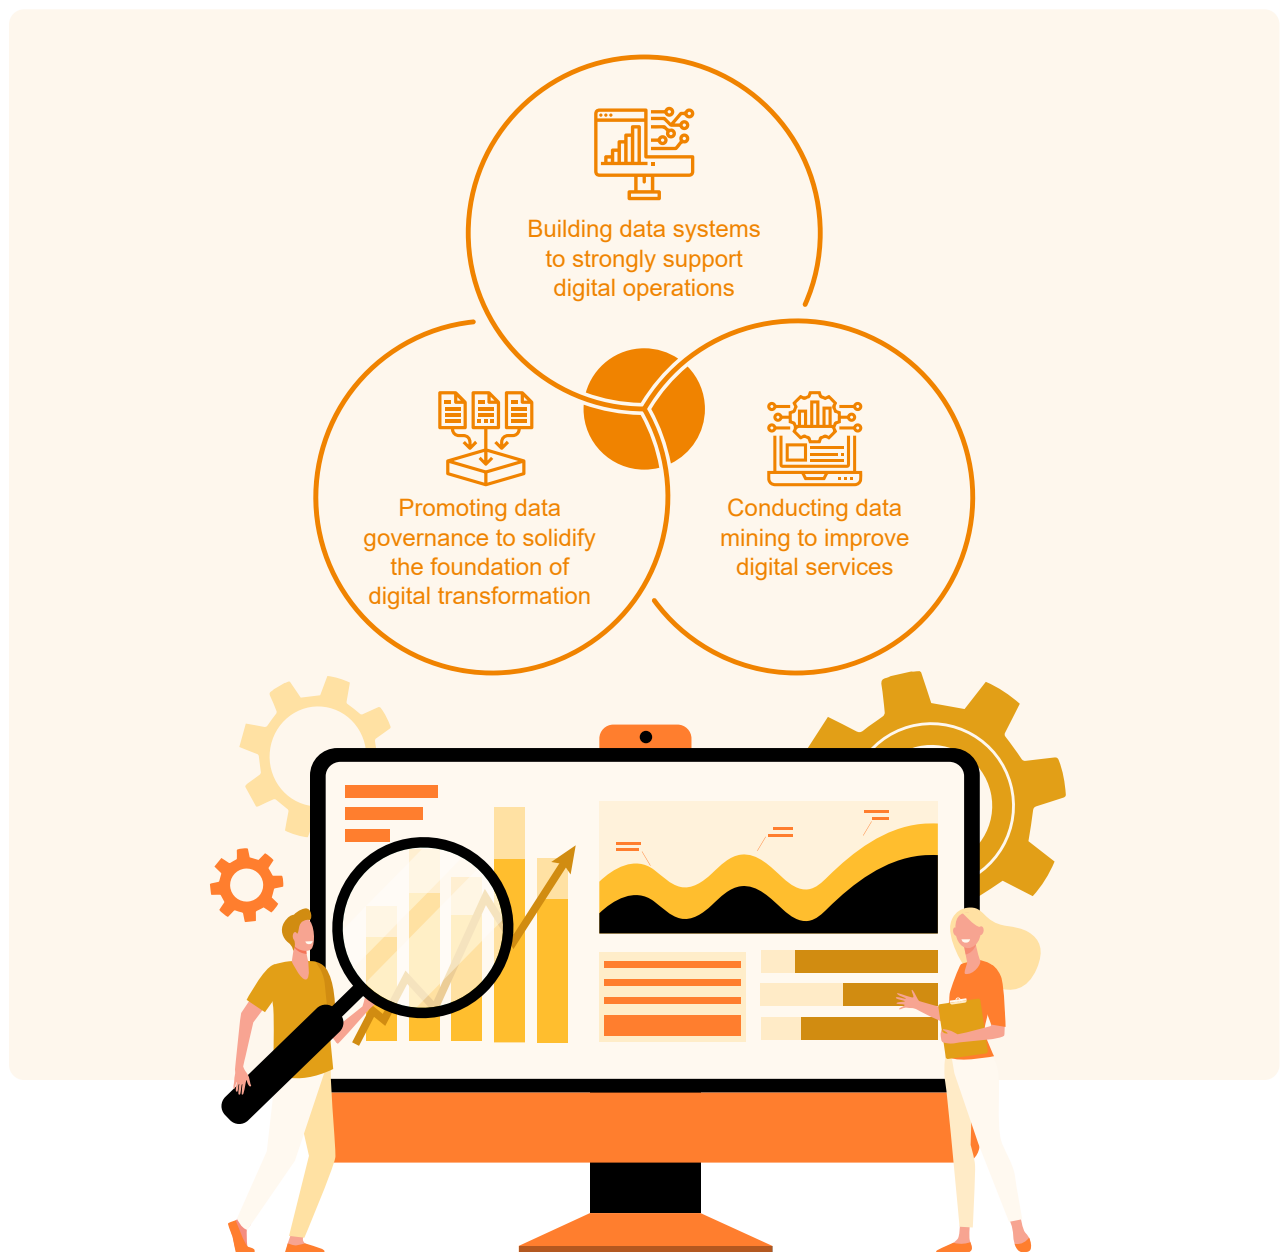 Building data systems
to strongly support
digital operations
Promoting data
governance to solidify
the foundation of
digital transformation
Conducting data
mining to improve
digital services